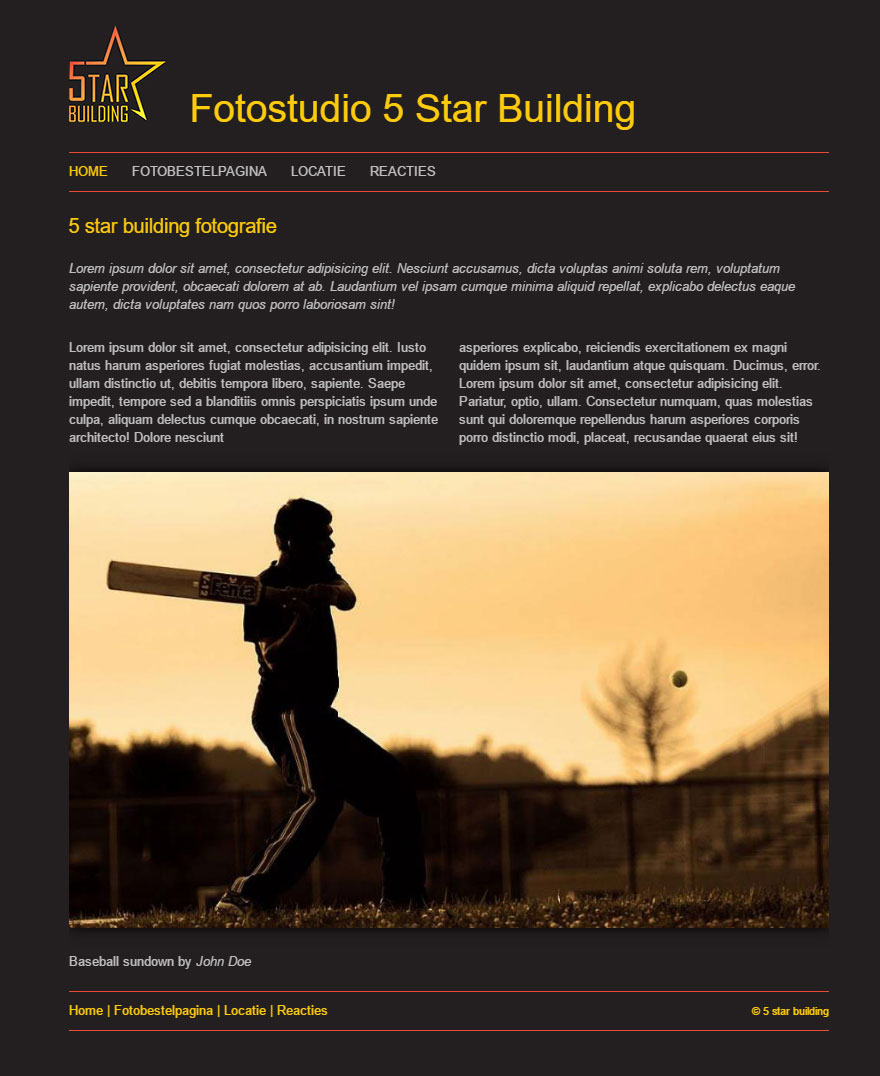 5TAR
BUILDING
Fotostudio 5 Star Building
HOME FOTOBESTELPAGINA LOCATIE REACTIES
5 star building fotografie
Lorem ipsum dolor sit amet, consectetur adipisicing elit. Nesciunt accusamus, dicta voluptas animi soluta rem, voluptatum
sapiente provident, obcaecati dolorem at ab. Laudantium vel ipsam cumque minima aliquid repellat, explicabo delectus eaque
autem, dicta voluptates nam quos porro laboriosam sint!
Lorem ipsum dolor sit amet, consectetur adipisicing elit. Iusto
natus harum asperiores fugiat molestias, accusantium impedit,
ullam distinctio ut, debitis tempora libero, sapiente. Saepe
impedit, tempore sed a blanditiis omnis perspiciatis ipsum unde
culpa, aliquam delectus cumque obcaecati, in nostrum sapiente
architecto! Dolore nesciunt
asperiores explicabo, reiciendis exercitationem ex magni
quidem ipsum sit, laudantium atque quisquam. Ducimus, error.
Lorem ipsum dolor sit amet, consectetur adipisicing elit.
Pariatur, optio, ullam. Consectetur numquam, quas molestias
sunt qui doloremque repellendus harum asperiores corporis
porro distinctio modi, placeat, recusandae quaerat eius sit!
VA12 Fenta
Baseball sundown by John Doe
Home | Fotobestelpagina | Locatie | Reacties
© 5 star building